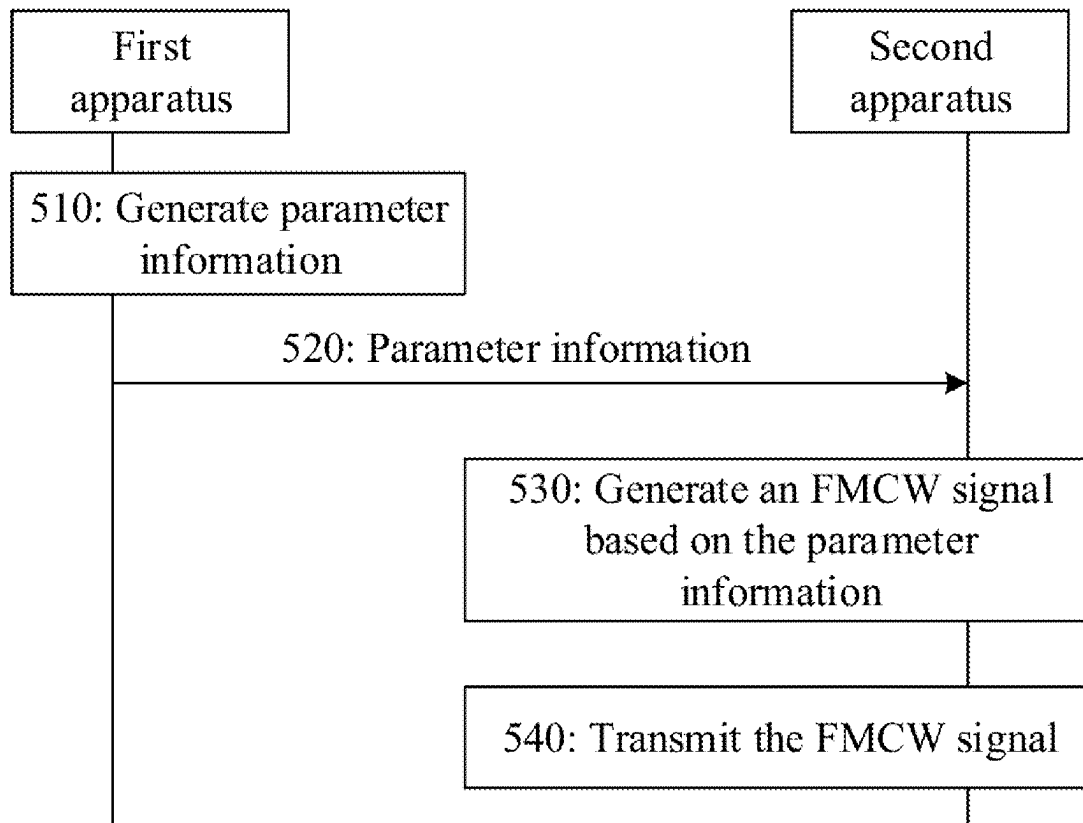 First
apparatus
Second
apparatus
510: Generate parameter
information
520: Parameter information
530: Generate an FMCW signal
based on the parameter
information
540: Transmit the FMCW signal